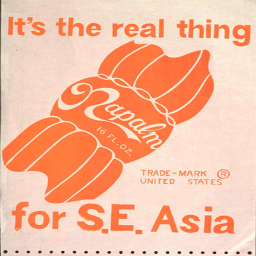 It's the real thing
Napalm
16 FL. OZ.
TRADE-MARK ®
UNITED STATES
for S.E. Asia